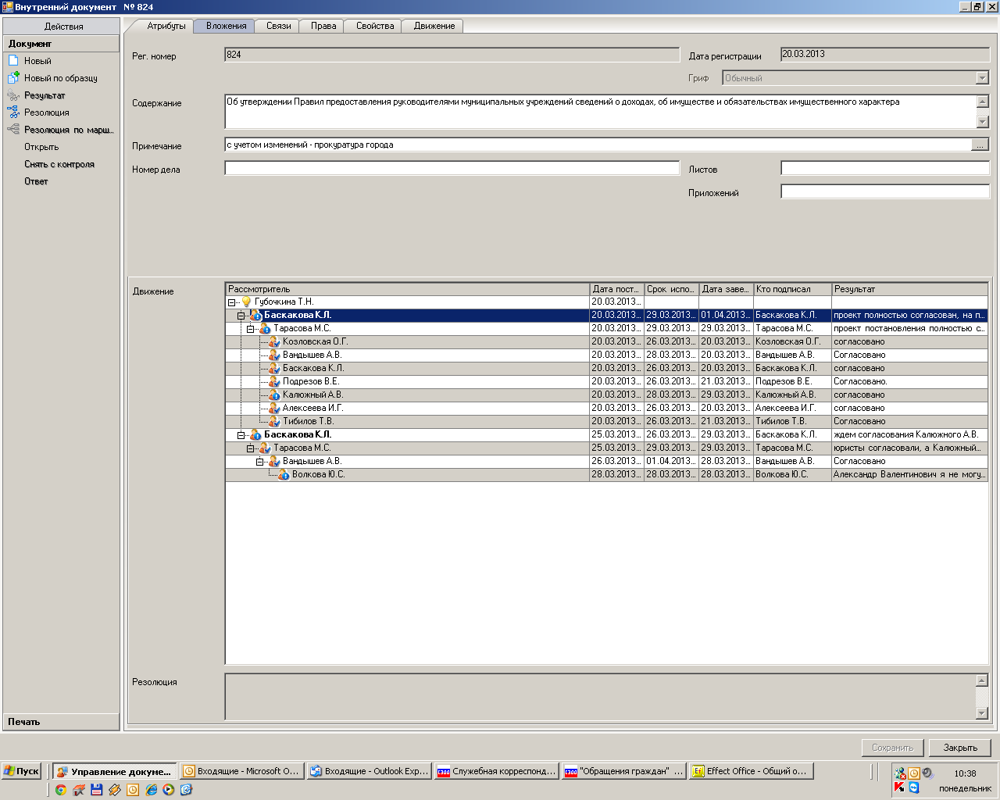 Внутренний документ № 824
Действия
Документ
Новый
Новый по образцу
Результат
Резолюция
Резолюция по марш...
Открыть
Снять с контроля
Ответ
Печать
Атрибуты Вложения Связи Права Свойства Движение
Рег. номер 824 Дата регистрации 20.03.2013
Гриф Обычный
Содержание Об утверждении Правил предоставления руководителями муниципальных учреждений сведений о доходах, об имуществе и обязательствах имущественного характера
Примечание с учетом изменений - прокуратура города ...
Номер дела Листов
Приложений
Движение
Рассмотритель Дата пост... Срок испо... Дата заве... Кто подписал Результат
Губочкина Т.Н. 20.03.2013...
Баскакова К.Л. 20.03.2013... 29.03.2013... 01.04.2013... Баскакова К.Л. проект полностью согласован, на п...
Тарасова М.С. 20.03.2013... 29.03.2013... 29.03.2013... Тарасова М.С. проект постановления полностью с...
Козловская О.Г. 20.03.2013... 26.03.2013... 20.03.2013... Козловская О.Г. согласовано
Вандышев А.В. 20.03.2013... 28.03.2013... 20.03.2013... Вандышев А.В. Согласовано
Баскакова К.Л. 20.03.2013... 26.03.2013... 20.03.2013... Баскакова К.Л. согласовано
Подрезов В.Е. 20.03.2013... 26.03.2013... 21.03.2013... Подрезов В.Е. Согласовано.
Калюжный А.В. 20.03.2013... 28.03.2013... 29.03.2013... Калюжный А.В. согласовано
Алексеева И.Г. 20.03.2013... 26.03.2013... 20.03.2013... Алексеева И.Г. согласовано
Тибилов Т.В. 20.03.2013... 26.03.2013... 21.03.2013... Тибилов Т.В. Согласовано
Баскакова К.Л. 25.03.2013... 26.03.2013... 29.03.2013... Баскакова К.Л. ждем согласования Калюжного А.В.
Тарасова М.С. 25.03.2013... 29.03.2013... 29.03.2013... Тарасова М.С. юристы согласовали, а Калюжный...
Вандышев А.В. 26.03.2013... 01.04.2013... 28.03.2013... Вандышев А.В. Согласовано
Волкова Ю.С. 28.03.2013... 28.03.2013... 28.03.2013... Волкова Ю.С. Александр Валентинович я не могу...
Резолюция
Сохранить Закрыть
Пуск Управление докуме... Входящие - Microsoft O... Входящие - Outlook Exp... Служебная корреспонд... "Обращения граждан" ... Effect Office - Общий о... 10:38
понедельник